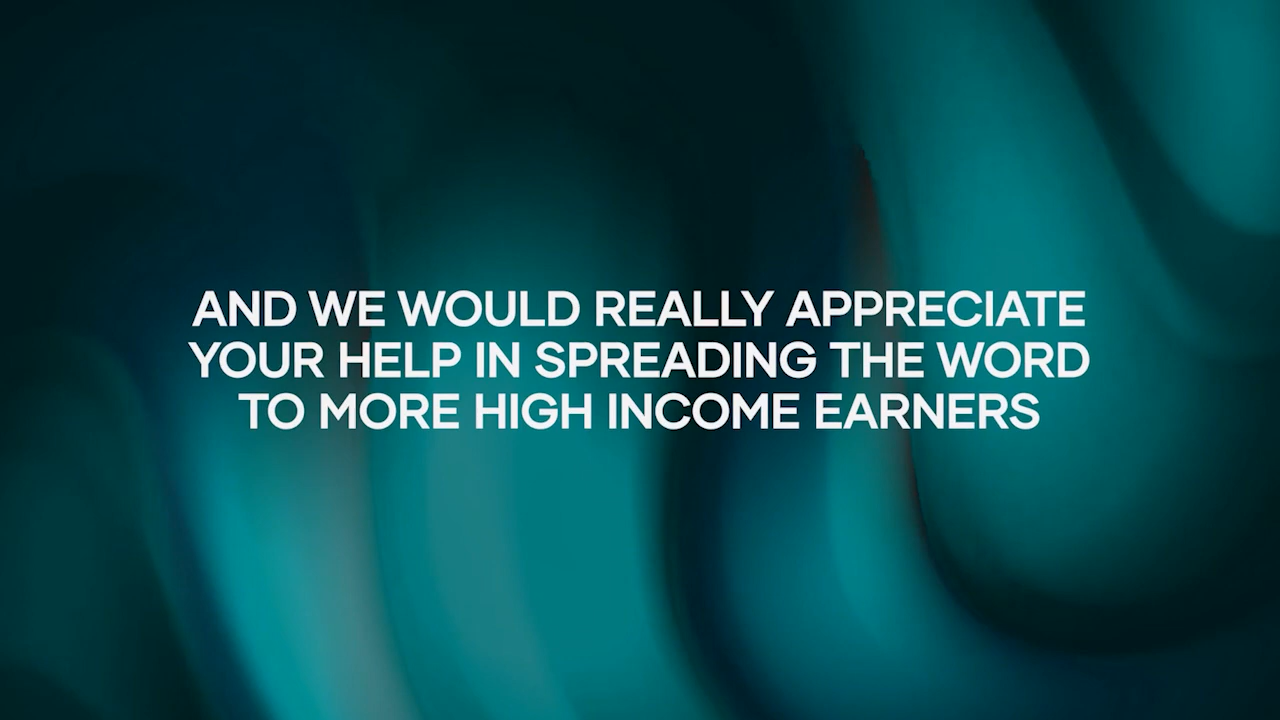 AND WE WOULD REALLY APPRECIATE
YOUR HELP IN SPREADING THE WORD
TO MORE HIGH INCOME EARNERS